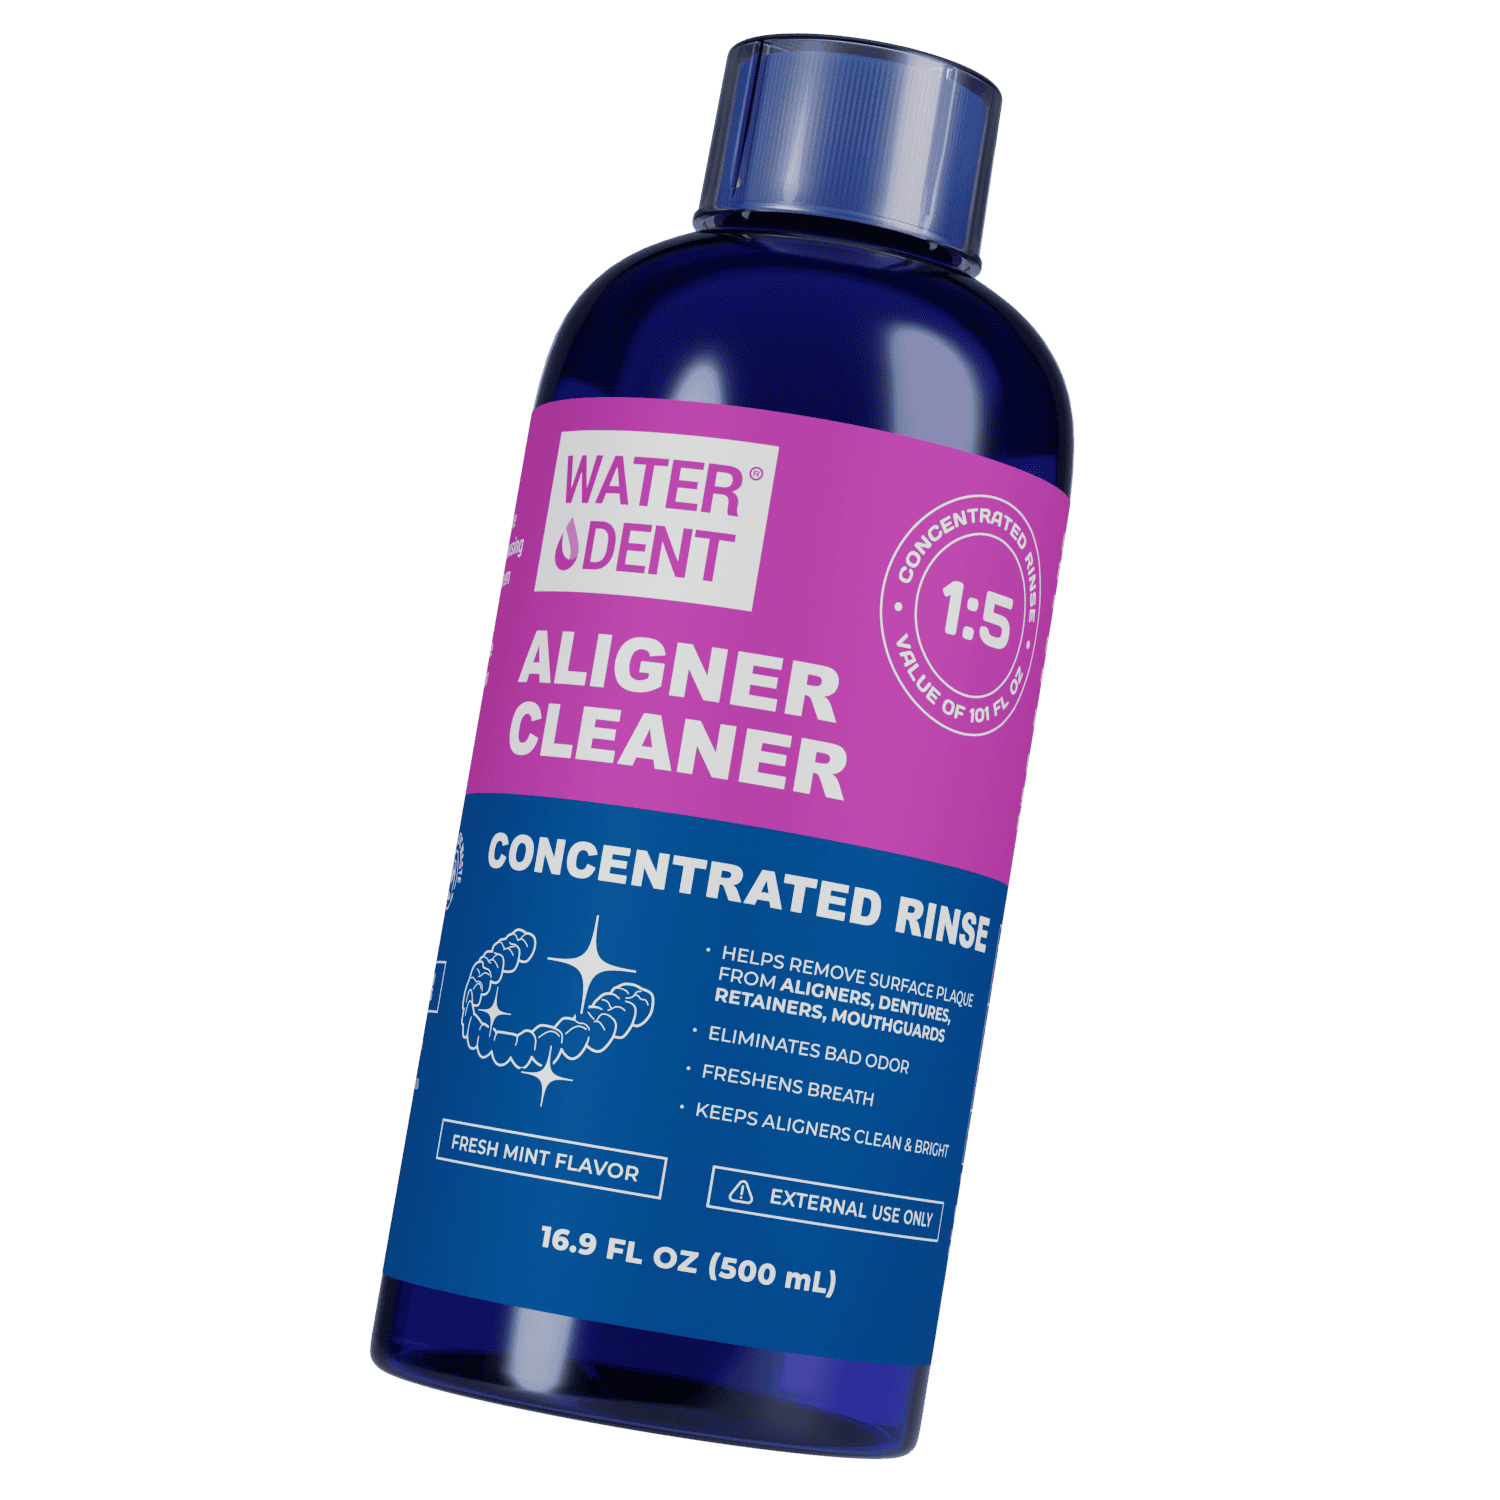 WATER®
DENT
ALIGNER
CLEANER
CONCENTRATED RINSE
1:5
VALUE OF 101 FL OZ
CONCENTRATED RINSE
· HELPS REMOVE SURFACE PLAQUE
FROM ALIGNERS, DENTURES,
RETAINERS, MOUTHGUARDS
· ELIMINATES BAD ODOR
· FRESHENS BREATH
· KEEPS ALIGNERS CLEAN & BRIGHT
FRESH MINT FLAVOR
EXTERNAL USE ONLY
16.9 FL OZ (500 mL)